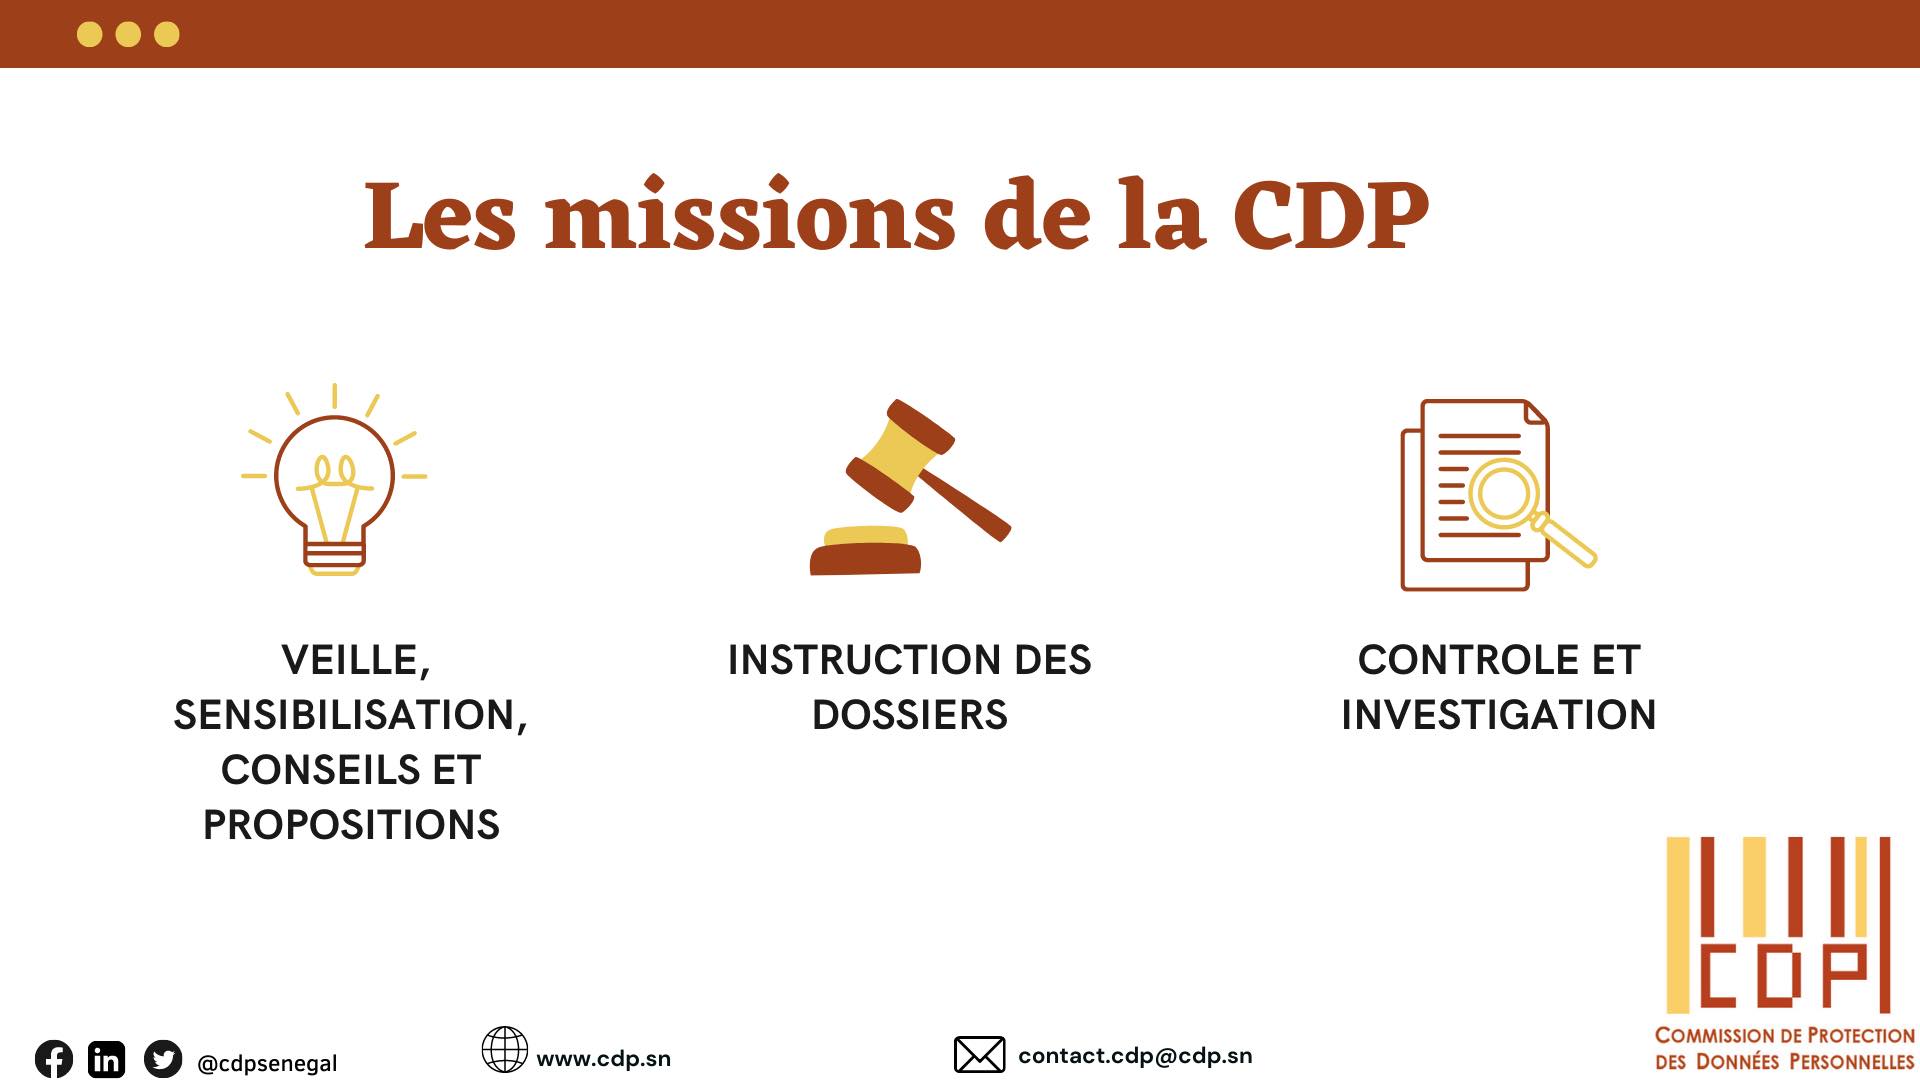 Les missions de la CDP
VEILLE,
SENSIBILISATION,
CONSEILS ET
PROPOSITIONS
INSTRUCTION DES
DOSSIERS
CONTROLE ET
INVESTIGATION
CDP
COMMISSION DE PROTECTION
DES DONNÉES PERSONNELLES
@cdpsenegal
www.cdp.sn
contact.cdp@cdp.sn